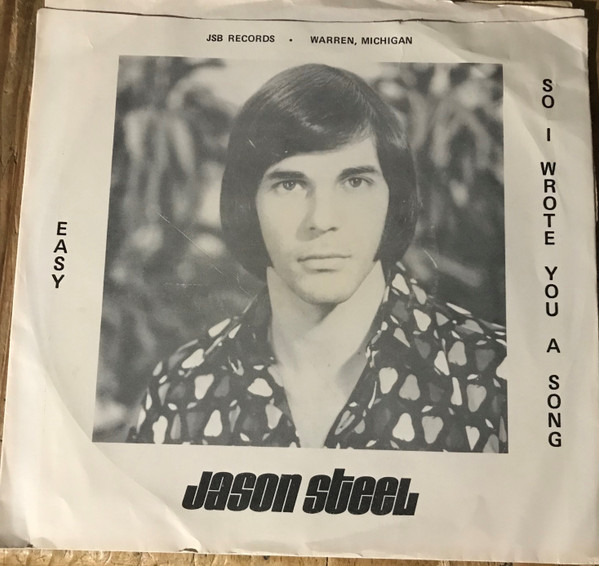 JSB RECORDS • WARREN, MICHIGAN
EASY
SO I WROTE YOU A SONG
Jason Steel